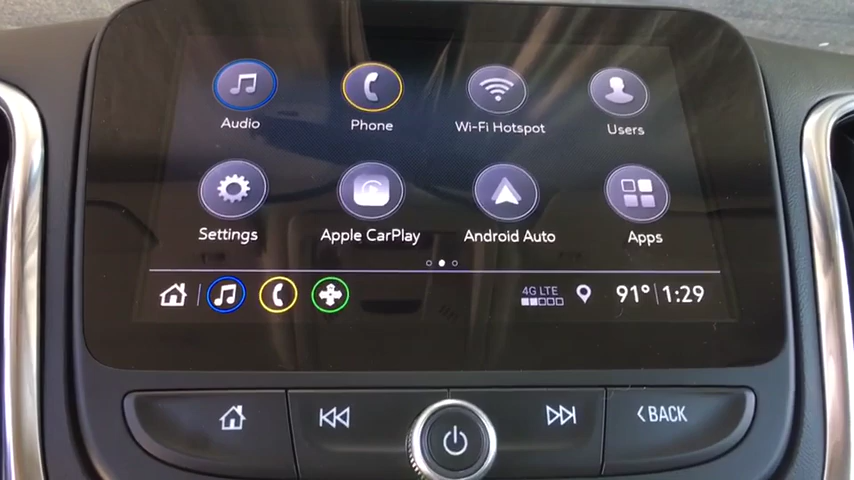 Audio Phone Wi-Fi Hotspot Users
Settings Apple CarPlay Android Auto Apps
4G LTE 91° 1:29
BACK